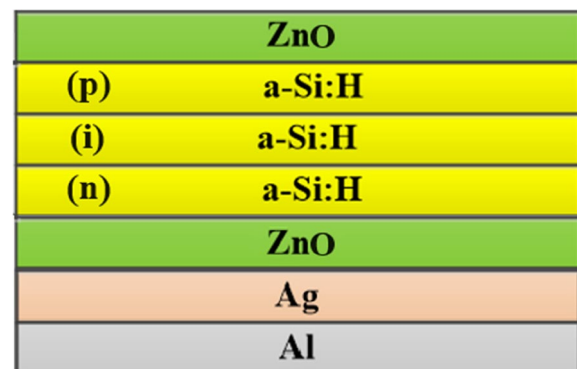 ZnO
(p) a-Si:H
(i) a-Si:H
(n) a-Si:H
ZnO
Ag
Al